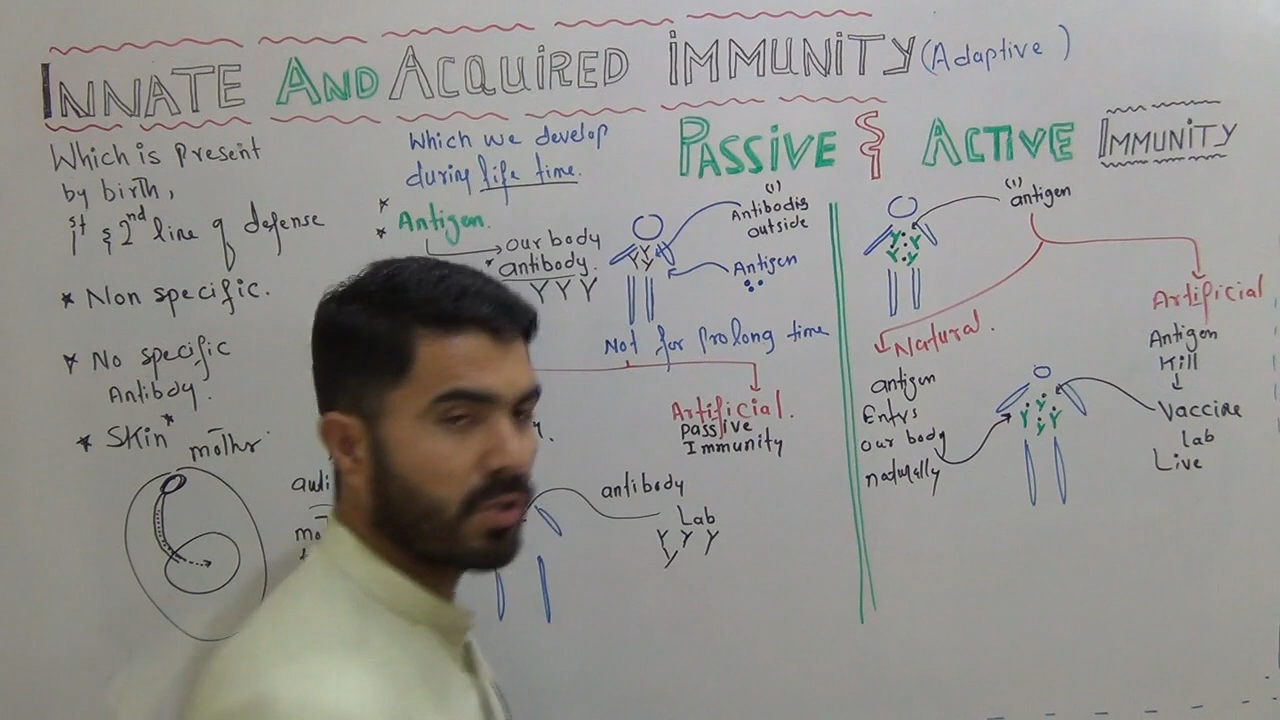 INNATE AND ACQUIRED IMMUNITY (Adaptive)
Which is present
by birth,
1st & 2nd line of defense
* Non specific.
* No specific
Antibody.
* Skin*
mother
Which we develop
during life time.
* Antigen.
our body
* antibody.
YYY
PASSIVE & ACTIVE IMMUNITY
(1)
Antibodis
outside
Antigen
Not for prolong time
Artificial.
passive
Immunity
antibody
Lab
(1)
antigen
Natural.
antigen
Entrs
our body
naturally
Artificial
Antigen
Kill
Vaccine
lab
Live